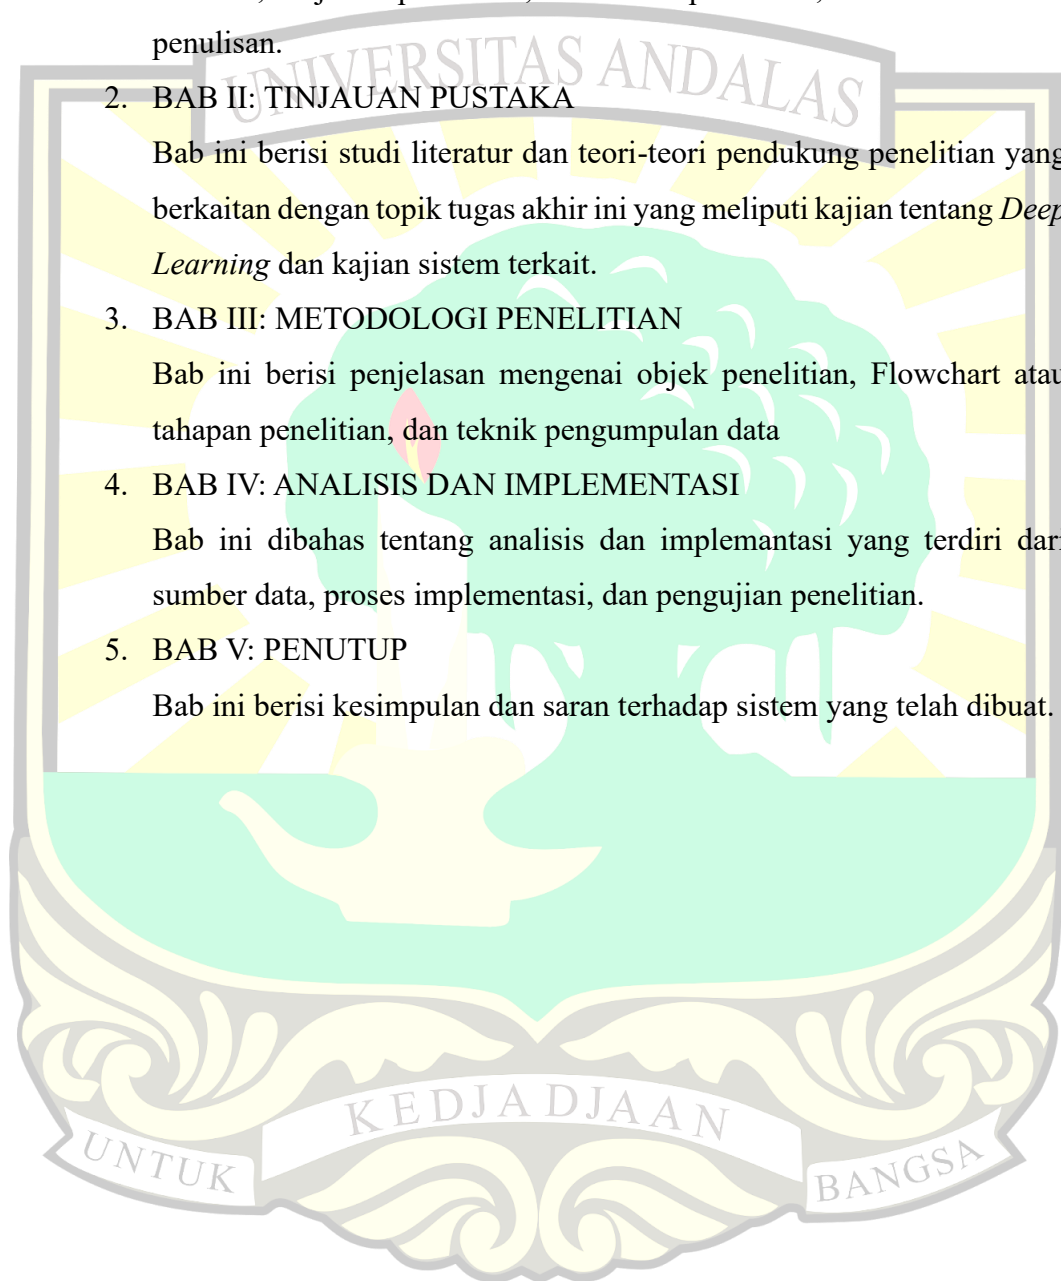 penulisan.
UNIVERSITAS ANDALAS
2. BAB II: TINJAUAN PUSTAKA
Bab ini berisi studi literatur dan teori-teori pendukung penelitian yang
berkaitan dengan topik tugas akhir ini yang meliputi kajian tentang Deep
Learning dan kajian sistem terkait.
3. BAB III: METODOLOGI PENELITIAN
Bab ini berisi penjelasan mengenai objek penelitian, Flowchart atau
tahapan penelitian, dan teknik pengumpulan data
4. BAB IV: ANALISIS DAN IMPLEMENTASI
Bab ini dibahas tentang analisis dan implemantasi yang terdiri dari
sumber data, proses implementasi, dan pengujian penelitian.
5. BAB V: PENUTUP
Bab ini berisi kesimpulan dan saran terhadap sistem yang telah dibuat.
UNTUK KEDJADJAAN BANGSA